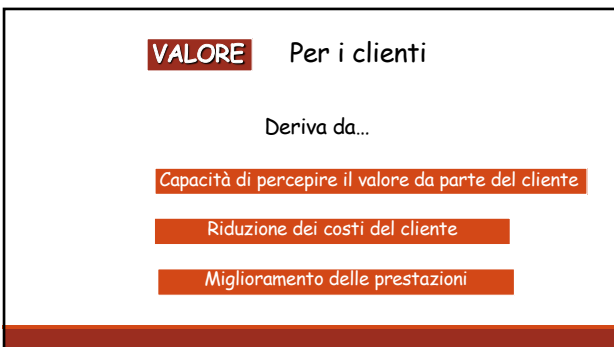 VALORE Per i clienti
Deriva da...
Capacità di percepire il valore da parte del cliente
Riduzione dei costi del cliente
Miglioramento delle prestazioni